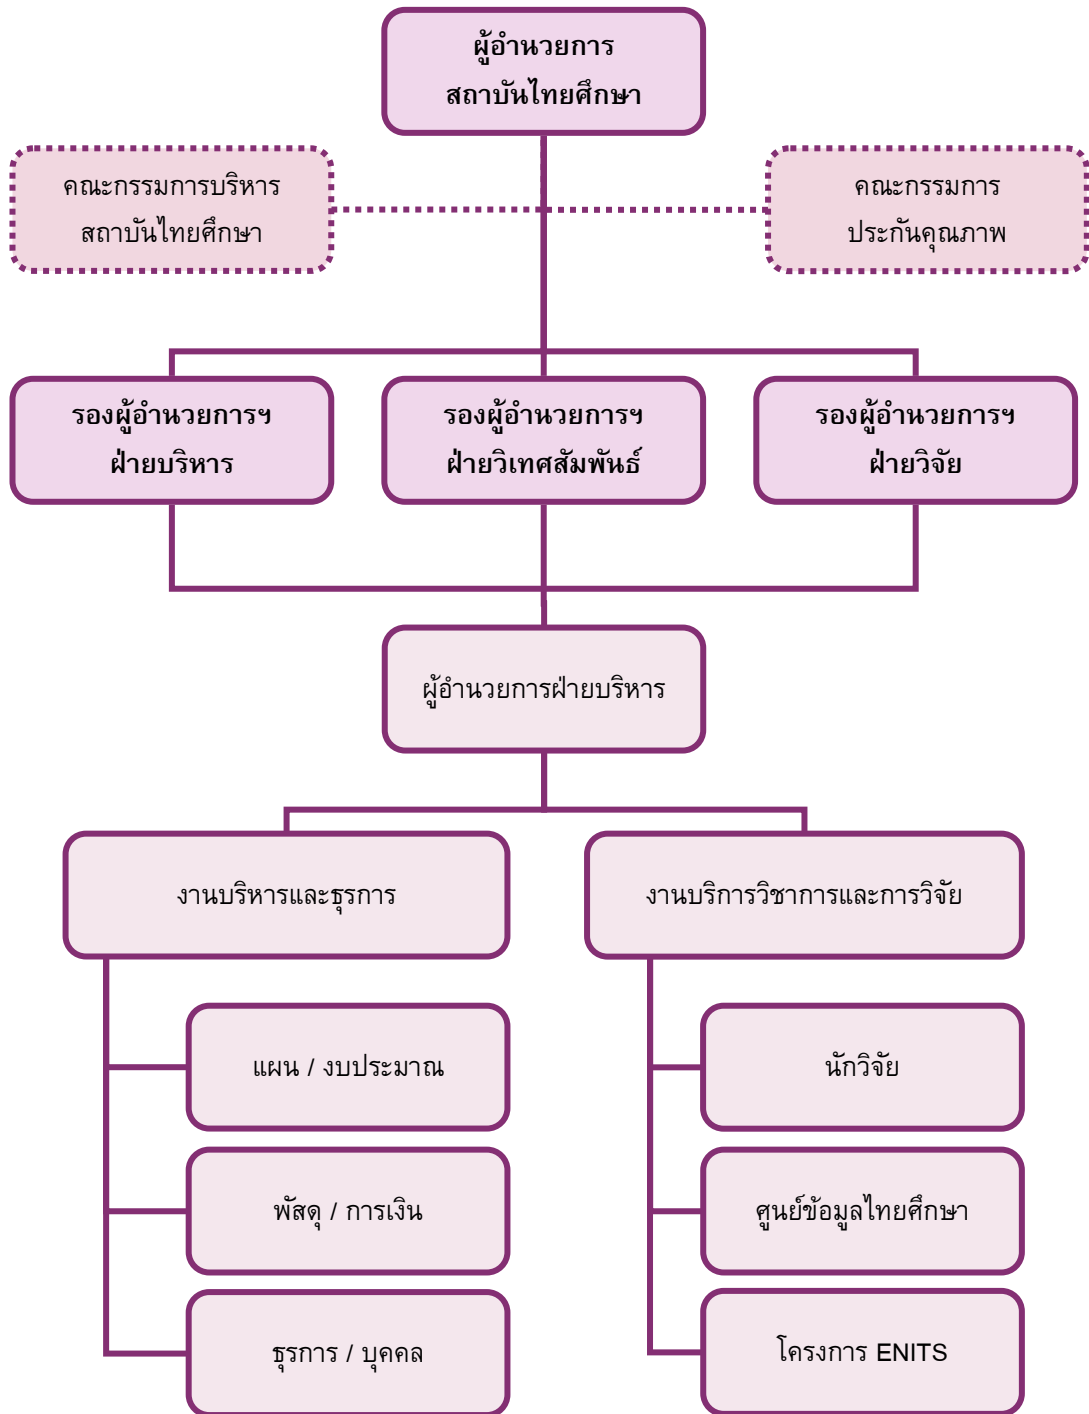 ผู้อำนวยการ
สถาบันไทยศึกษา
คณะกรรมการบริหาร
สถาบันไทยศึกษา
คณะกรรมการ
ประกันคุณภาพ
รองผู้อำนวยการฯ
ฝ่ายบริหาร
รองผู้อำนวยการฯ
ฝ่ายวิเทศสัมพันธ์
รองผู้อำนวยการฯ
ฝ่ายวิจัย
ผู้อำนวยการฝ่ายบริหาร
งานบริหารและธุรการ
งานบริการวิชาการและการวิจัย
แผน / งบประมาณ
นักวิจัย
พัสดุ / การเงิน
ศูนย์ข้อมูลไทยศึกษา
ธุรการ / บุคคล
โครงการ ENITS